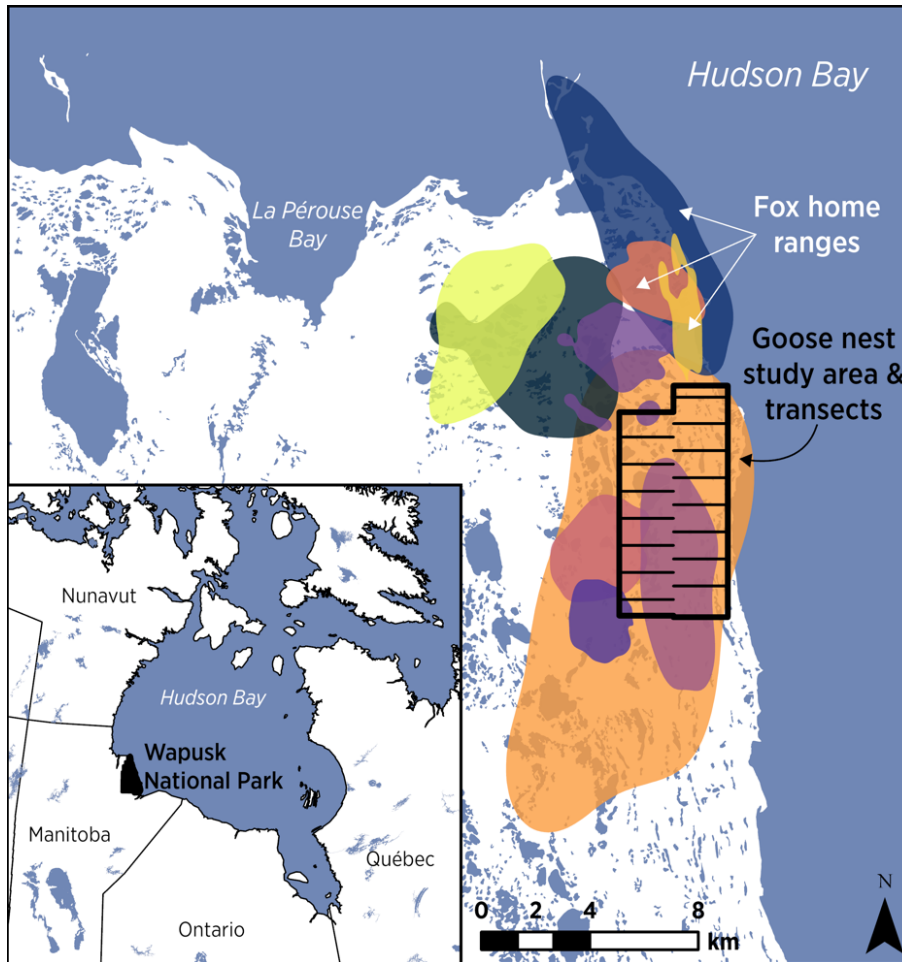 Hudson Bay
La Pérouse
Bay
Fox home
ranges
Goose nest
study area &
transects
Nunavut
Hudson Bay
Wapusk
National Park
Manitoba
Québec
Ontario
0 2 4 8
km
N